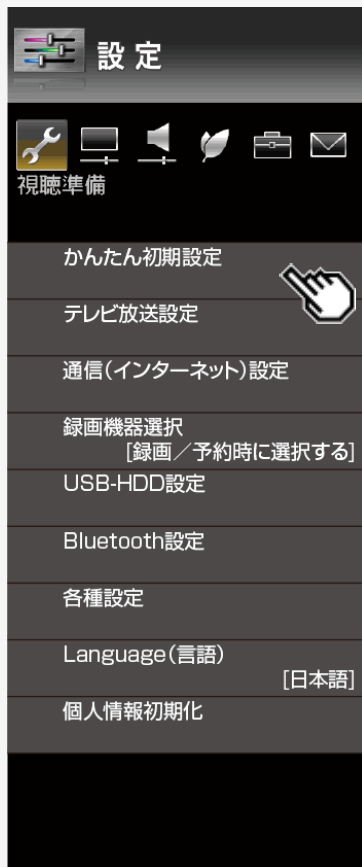 設定
視聴準備
かんたん初期設定
テレビ放送設定
通信(インターネット)設定
録画機器選択
[録画／予約時に選択する]
USB-HDD設定
Bluetooth設定
各種設定
Language(言語)
[日本語]
個人情報初期化